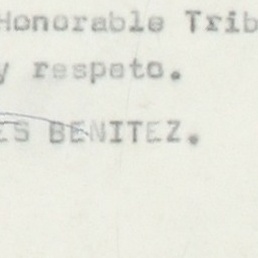 Honorable Trib
y respeto.
ES BENITEZ.